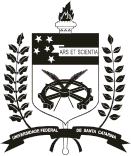 ARS ET SCIENTIA
UNIVERSIDADE FEDERAL DE SANTA CATARINA